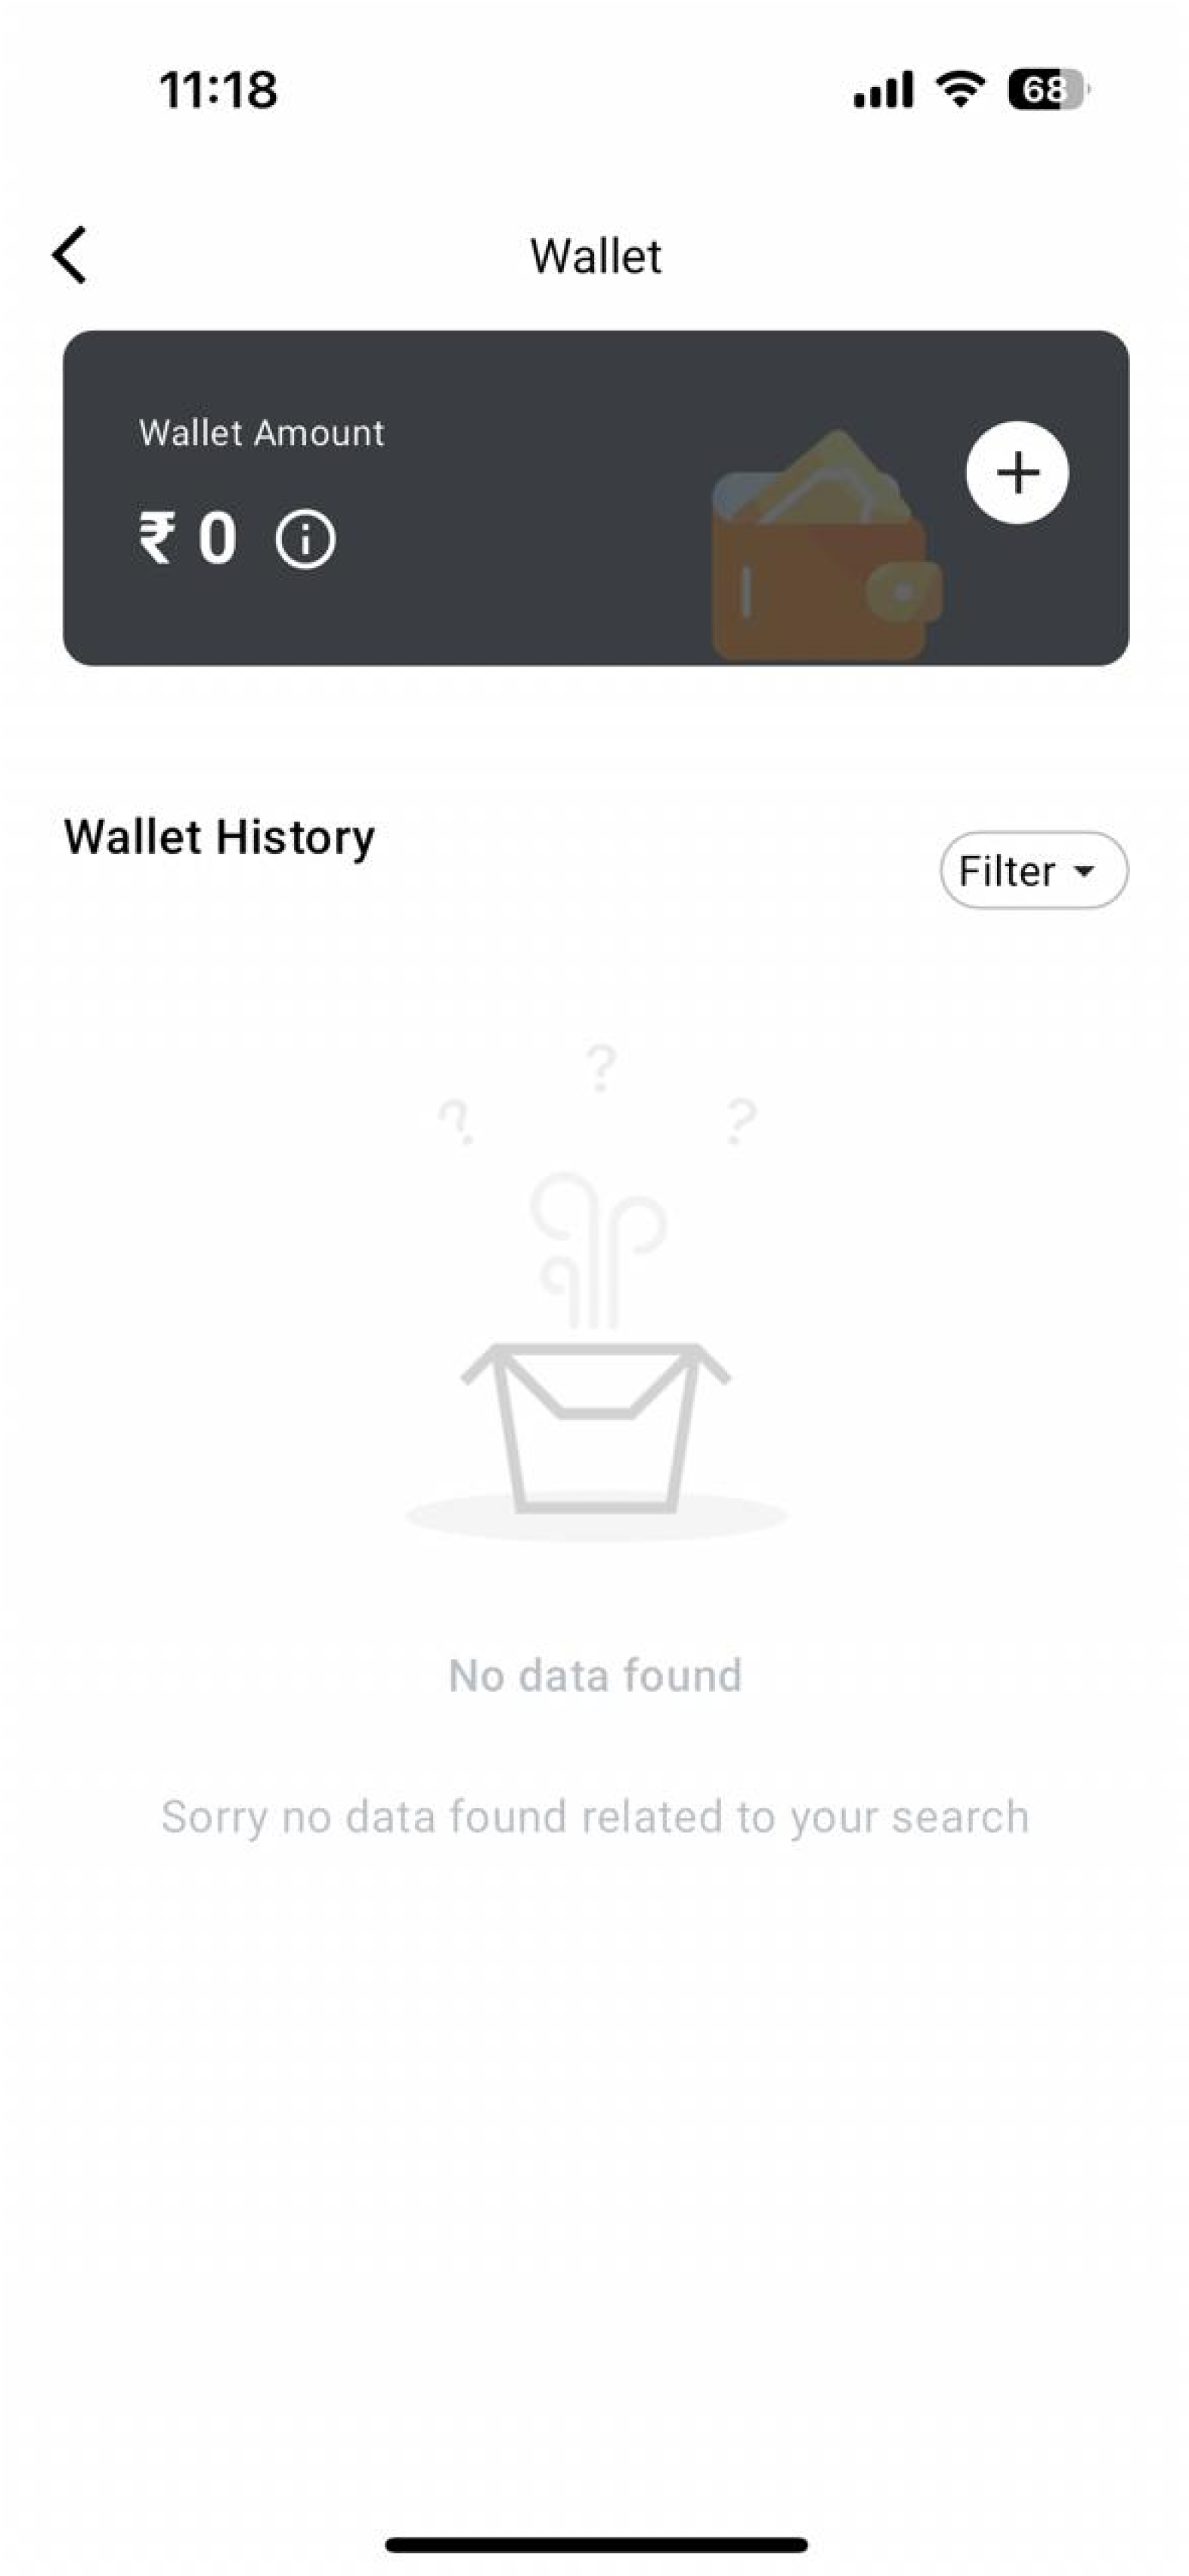 11:18
68
Wallet
Wallet Amount
₹ 0
Wallet History
Filter
? ? ?
No data found
Sorry no data found related to your search